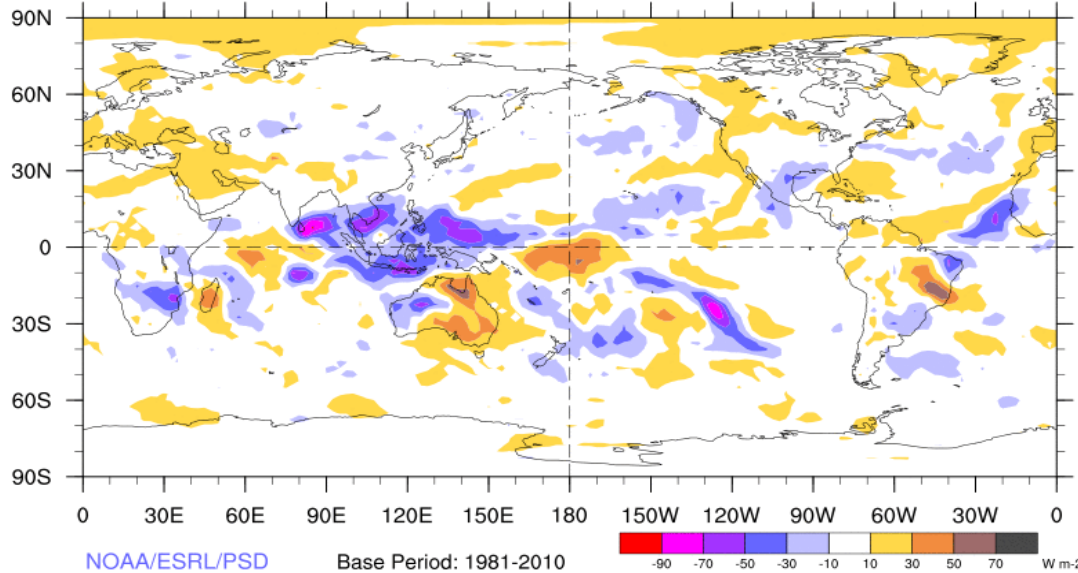 90N
60N
30N
0
30S
60S
90S
0 30E 60E 90E 120E 150E 180 150W 120W 90W 60W 30W 0
NOAA/ESRL/PSD Base Period: 1981-2010
-90 -70 -50 -30 -10 10 30 50 70 W m-2